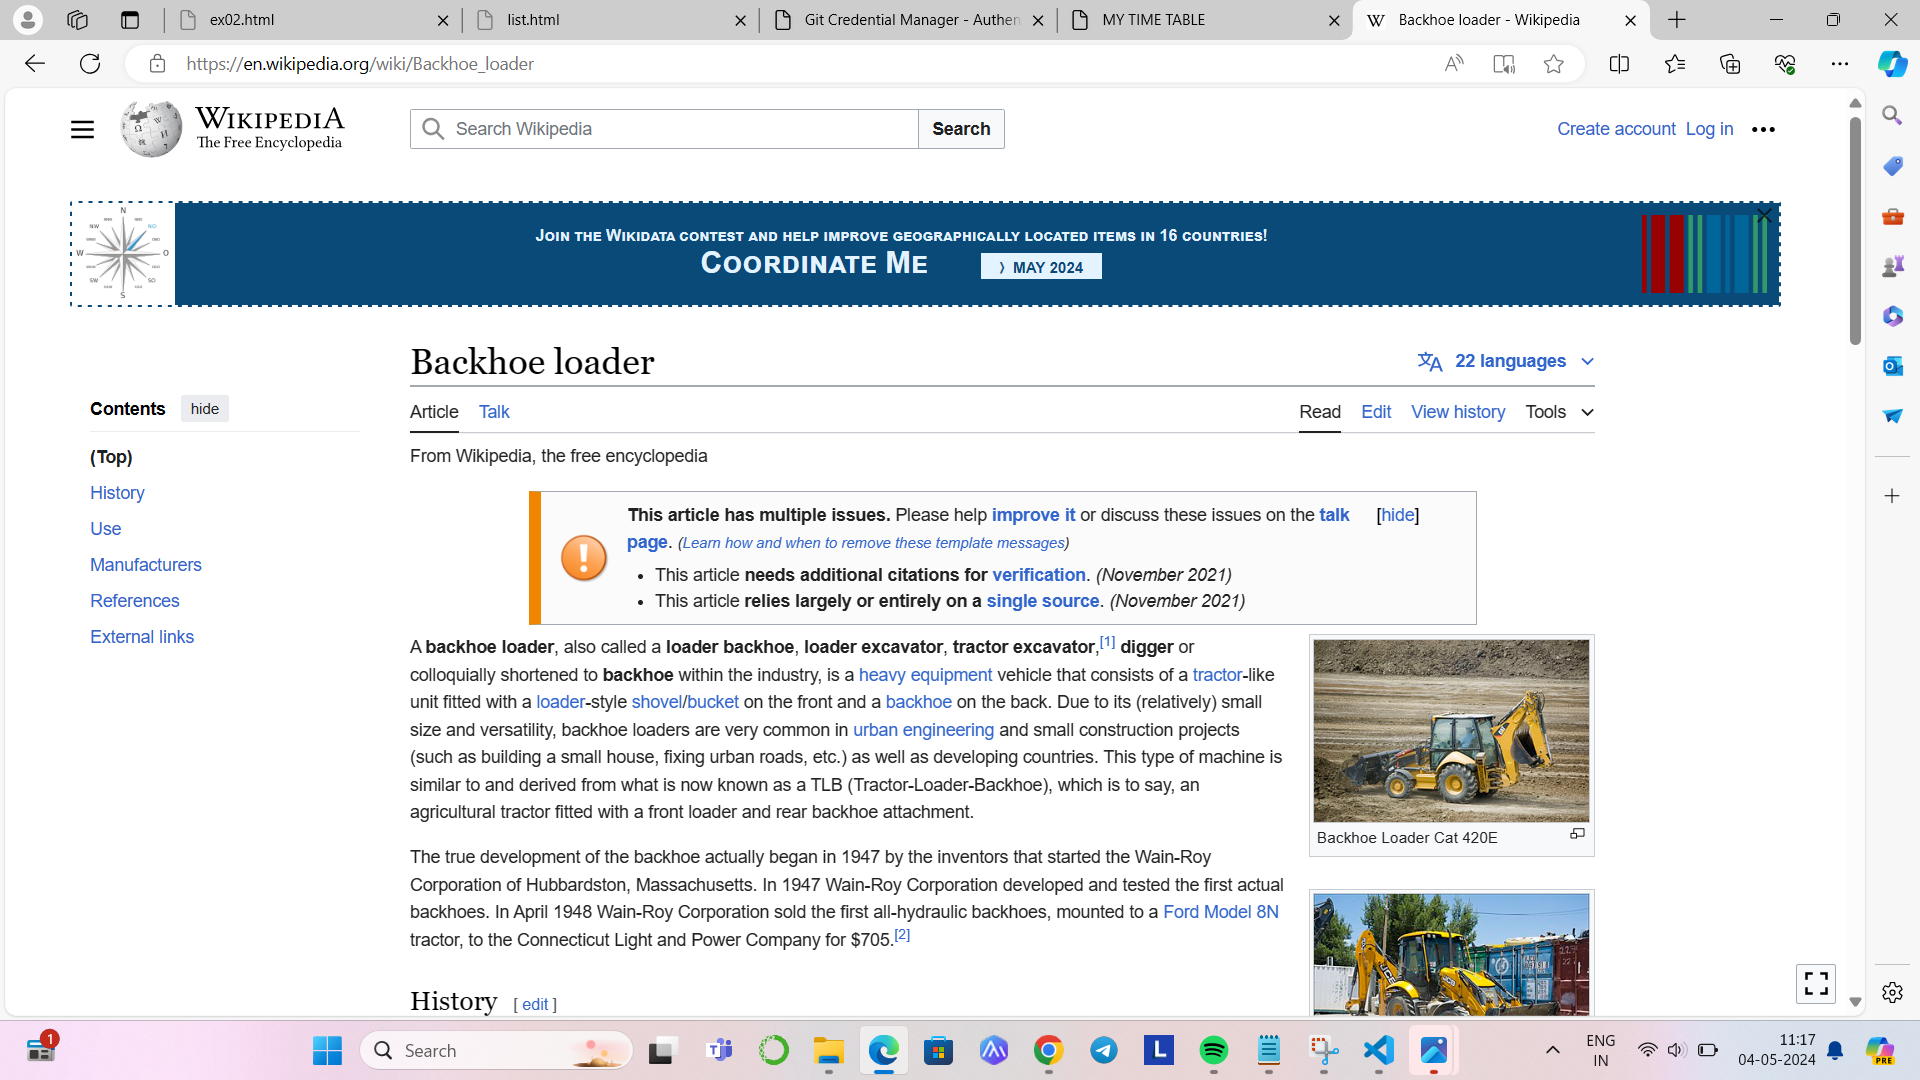 ex02.html
list.html
Git Credential Manager - Authen
MY TIME TABLE
Backhoe loader - Wikipedia
https://en.wikipedia.org/wiki/Backhoe_loader
WIKIPEDIA
The Free Encyclopedia
Search Wikipedia
Search
Create account Log in
JOIN THE WIKIDATA CONTEST AND HELP IMPROVE GEOGRAPHICALLY LOCATED ITEMS IN 16 COUNTRIES!
COORDINATE ME
› MAY 2024
N
NW
NO
W
O
SW
SO
S
Backhoe loader
22 languages
Contents hide
Article Talk
Read Edit View history Tools
(Top)
History
Use
Manufacturers
References
External links
From Wikipedia, the free encyclopedia
This article has multiple issues. Please help improve it or discuss these issues on the talk [hide]
page. (Learn how and when to remove these template messages)
• This article needs additional citations for verification. (November 2021)
• This article relies largely or entirely on a single source. (November 2021)
A backhoe loader, also called a loader backhoe, loader excavator, tractor excavator,[1] digger or
colloquially shortened to backhoe within the industry, is a heavy equipment vehicle that consists of a tractor-like
unit fitted with a loader-style shovel/bucket on the front and a backhoe on the back. Due to its (relatively) small
size and versatility, backhoe loaders are very common in urban engineering and small construction projects
(such as building a small house, fixing urban roads, etc.) as well as developing countries. This type of machine is
similar to and derived from what is now known as a TLB (Tractor-Loader-Backhoe), which is to say, an
agricultural tractor fitted with a front loader and rear backhoe attachment.
Backhoe Loader Cat 420E
The true development of the backhoe actually began in 1947 by the inventors that started the Wain-Roy
Corporation of Hubbardston, Massachusetts. In 1947 Wain-Roy Corporation developed and tested the first actual
backhoes. In April 1948 Wain-Roy Corporation sold the first all-hydraulic backhoes, mounted to a Ford Model 8N
tractor, to the Connecticut Light and Power Company for $705.[2]
JCB
History [ edit ]
1
Search
L
ENG
IN
11:17
04-05-2024
PRE